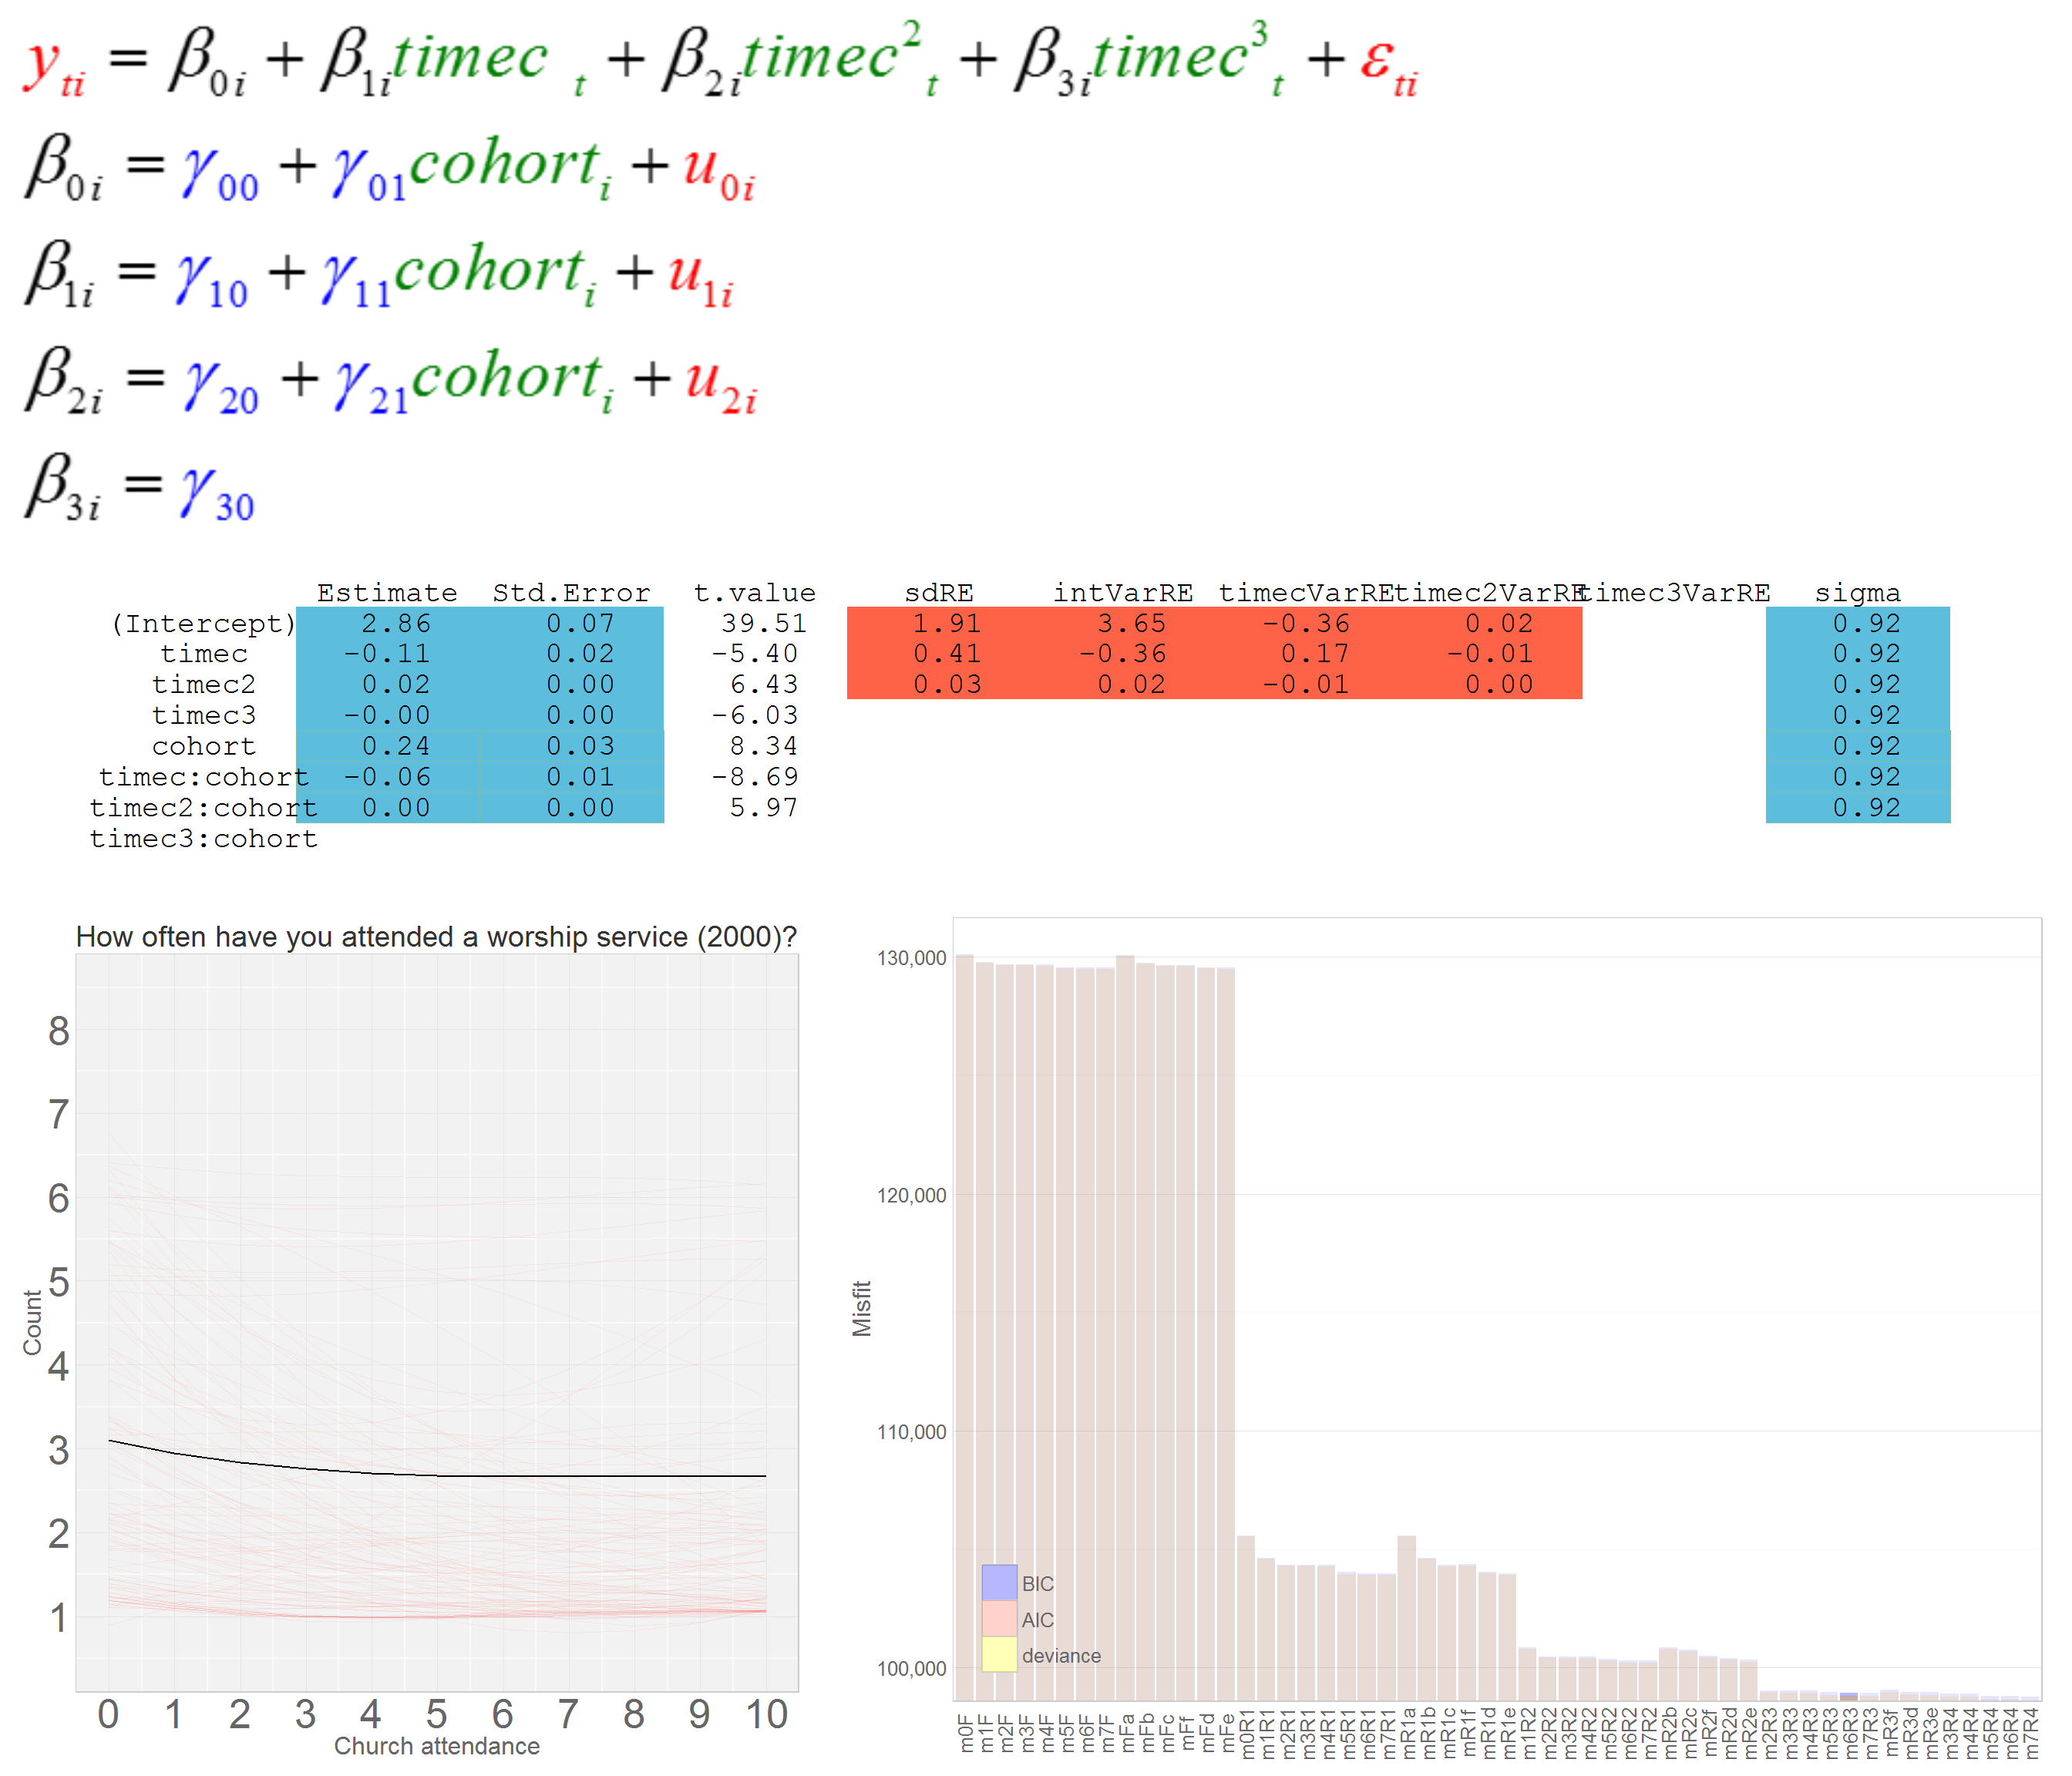 y_ti = β_0i + β_1i timec_t + β_2i timec²_t + β_3i timec³_t + ε_ti
β_0i = γ_00 + γ_01 cohort_i + u_0i
β_1i = γ_10 + γ_11 cohort_i + u_1i
β_2i = γ_20 + γ_21 cohort_i + u_2i
β_3i = γ_30
Estimate Std.Error t.value sdRE intVarRE timecVarRE timec2VarRE timec3VarRE sigma
(Intercept) 2.86 0.07 39.51 1.91 3.65 -0.36 0.02 0.92
timec -0.11 0.02 -5.40 0.41 -0.36 0.17 -0.01 0.92
timec2 0.02 0.00 6.43 0.03 0.02 -0.01 0.00 0.92
timec3 -0.00 0.00 -6.03 0.92
cohort 0.24 0.03 8.34 0.92
timec:cohort -0.06 0.01 -8.69 0.92
timec2:cohort 0.00 0.00 5.97 0.92
timec3:cohort
How often have you attended a worship service (2000)?
8
7
6
5
4
3
2
1
Count
0 1 2 3 4 5 6 7 8 9 10
Church attendance
130,000
120,000
110,000
100,000
Misfit
BIC
AIC
deviance
m0F m1F m2F m3F m4F m5F m6F m7F mFa mFb mFc mFf mFd mFe m0R1 m1R1 m2R1 m3R1 m4R1 m5R1 m6R1 m7R1 mR1a mR1b mR1c mR1f mR1d mR1e m1R2 m2R2 m3R2 m4R2 m5R2 m6R2 m7R2 mR2b mR2c mR2f mR2d mR2e m2R3 m3R3 m4R3 m5R3 m6R3 m7R3 mR3f mR3d mR3e m3R4 m4R4 m5R4 m6R4 m7R4